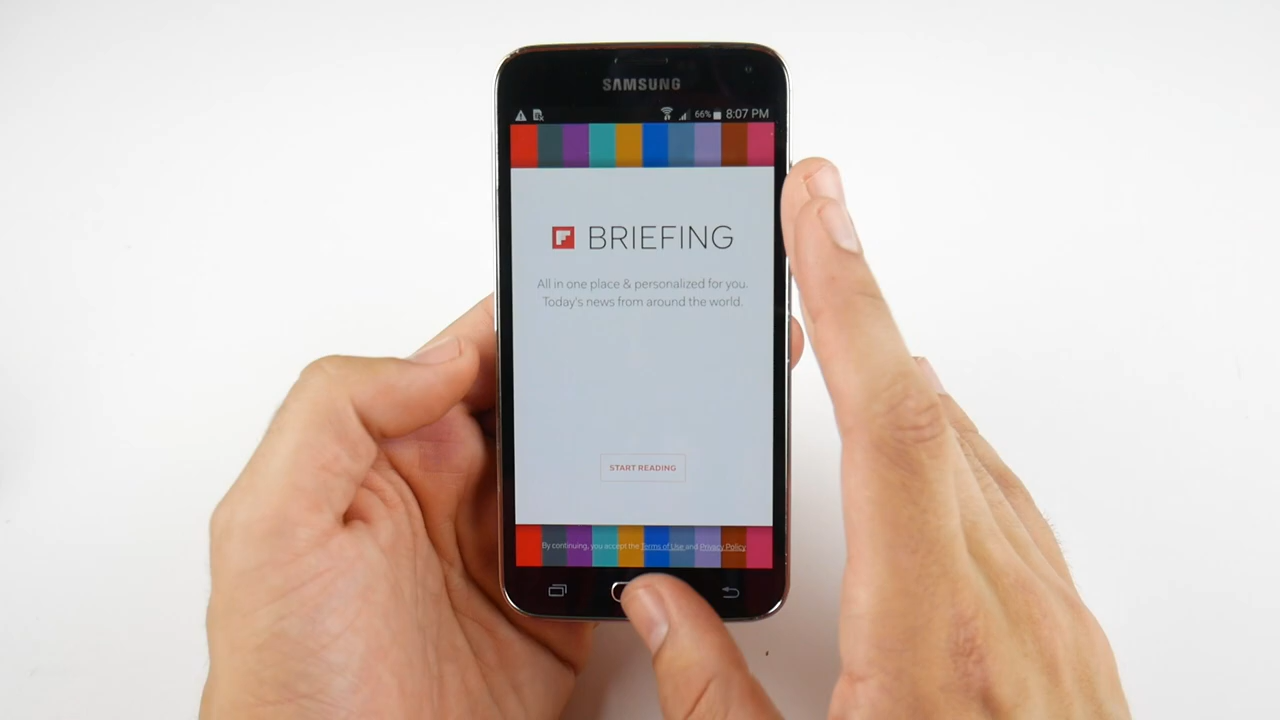 SAMSUNG
66% 8:07 PM
BRIEFING
All in one place & personalized for you.
Today's news from around the world.
START READING
By continuing, you accept the Terms of Use and Privacy Policy